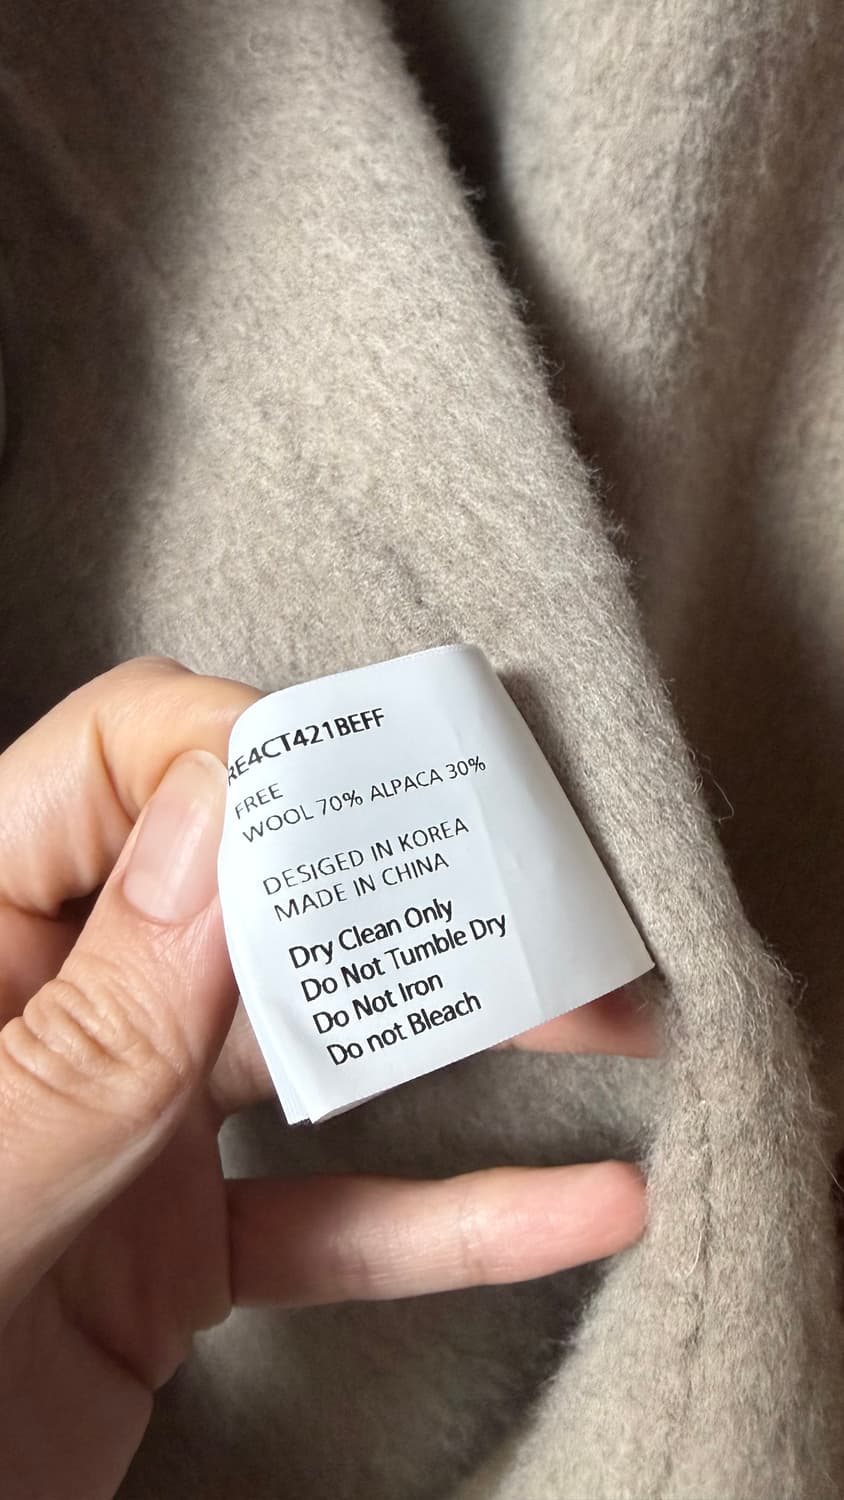 RE4CT421BEFF
FREE
WOOL 70% ALPACA 30%
DESIGED IN KOREA
MADE IN CHINA
Dry Clean Only
Do Not Tumble Dry
Do Not Iron
Do not Bleach